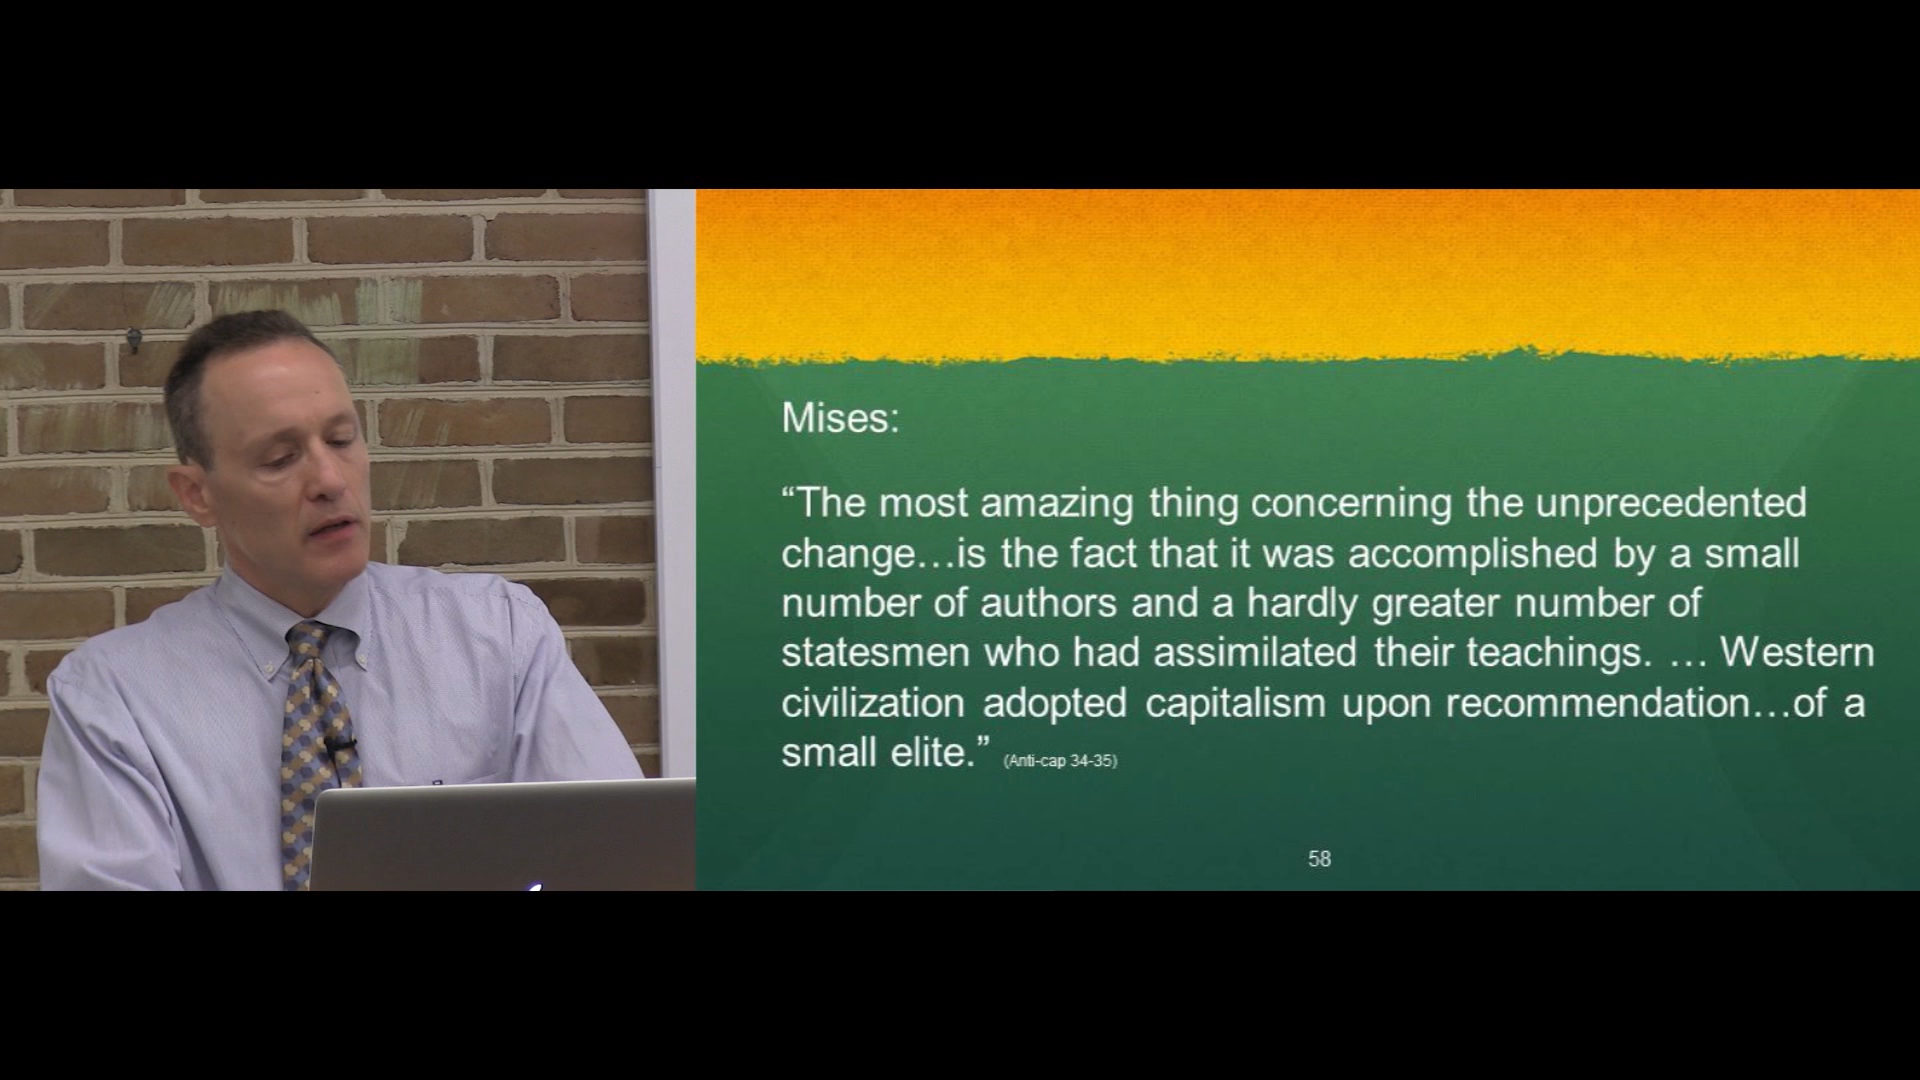 Mises:
“The most amazing thing concerning the unprecedented
change…is the fact that it was accomplished by a small
number of authors and a hardly greater number of
statesmen who had assimilated their teachings. … Western
civilization adopted capitalism upon recommendation…of a
small elite.” (Anti-cap 34-35)
58